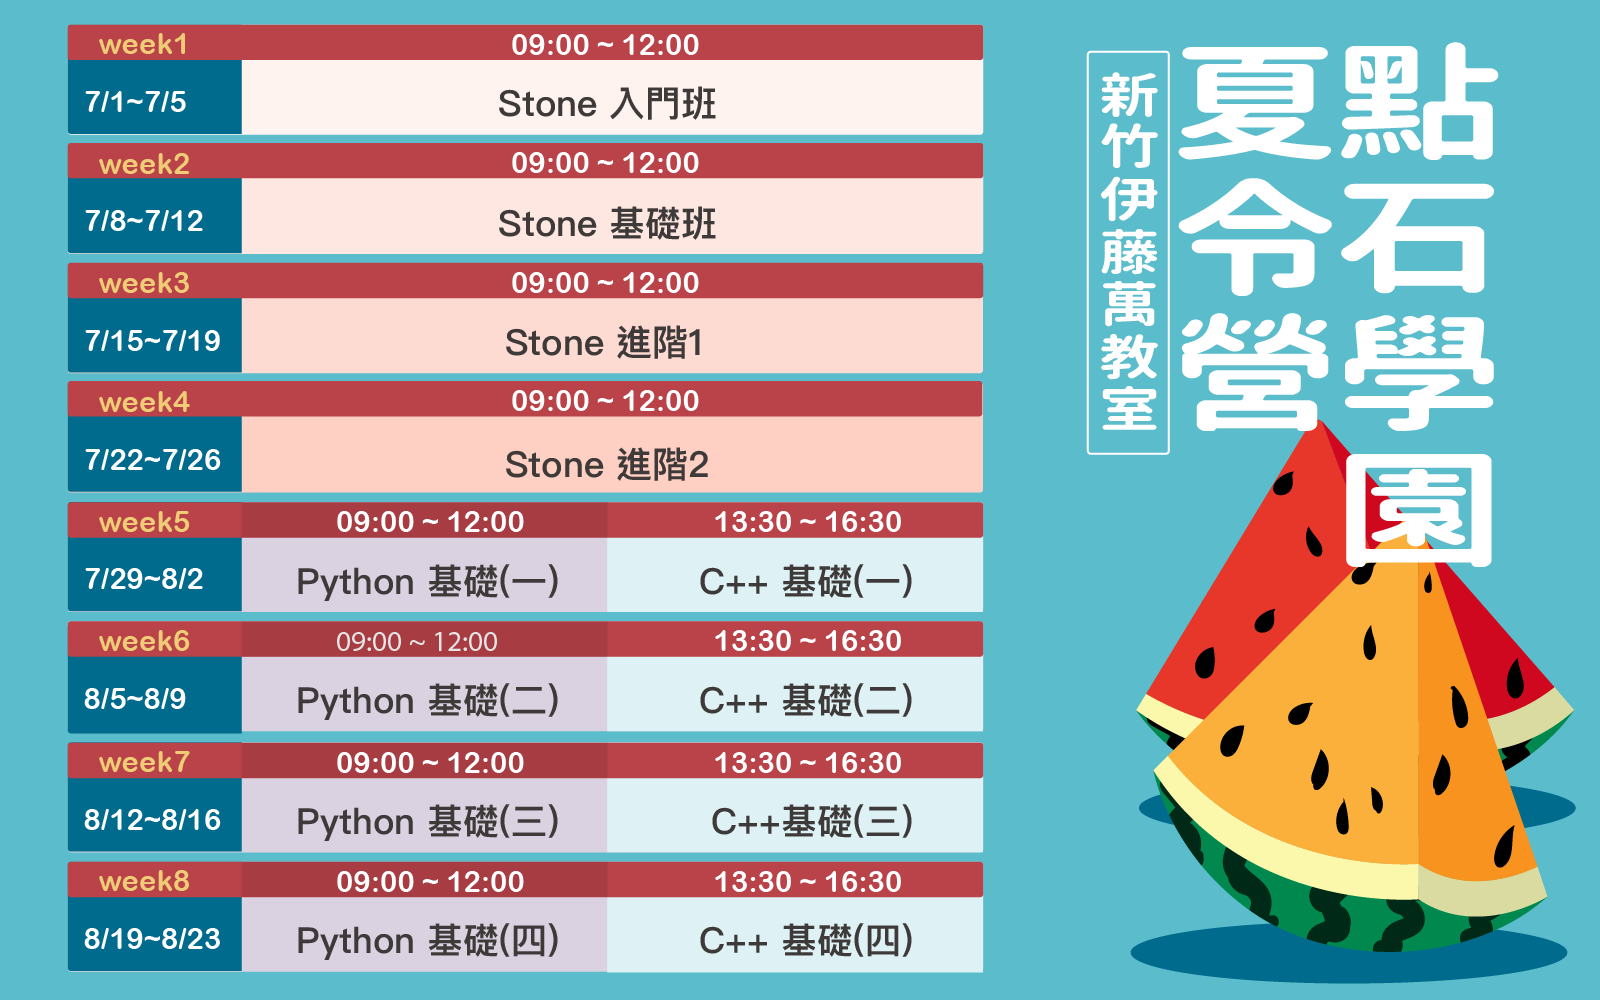 week1 09:00 ~ 12:00
7/1~7/5 Stone 入門班
week2 09:00 ~ 12:00
7/8~7/12 Stone 基礎班
week3 09:00 ~ 12:00
7/15~7/19 Stone 進階1
week4 09:00 ~ 12:00
7/22~7/26 Stone 進階2
week5 09:00 ~ 12:00 13:30 ~ 16:30
7/29~8/2 Python 基礎(一) C++ 基礎(一)
week6 09:00 ~ 12:00 13:30 ~ 16:30
8/5~8/9 Python 基礎(二) C++ 基礎(二)
week7 09:00 ~ 12:00 13:30 ~ 16:30
8/12~8/16 Python 基礎(三) C++基礎(三)
week8 09:00 ~ 12:00 13:30 ~ 16:30
8/19~8/23 Python 基礎(四) C++ 基礎(四)
點石學園
夏令營
新竹伊藤萬教室